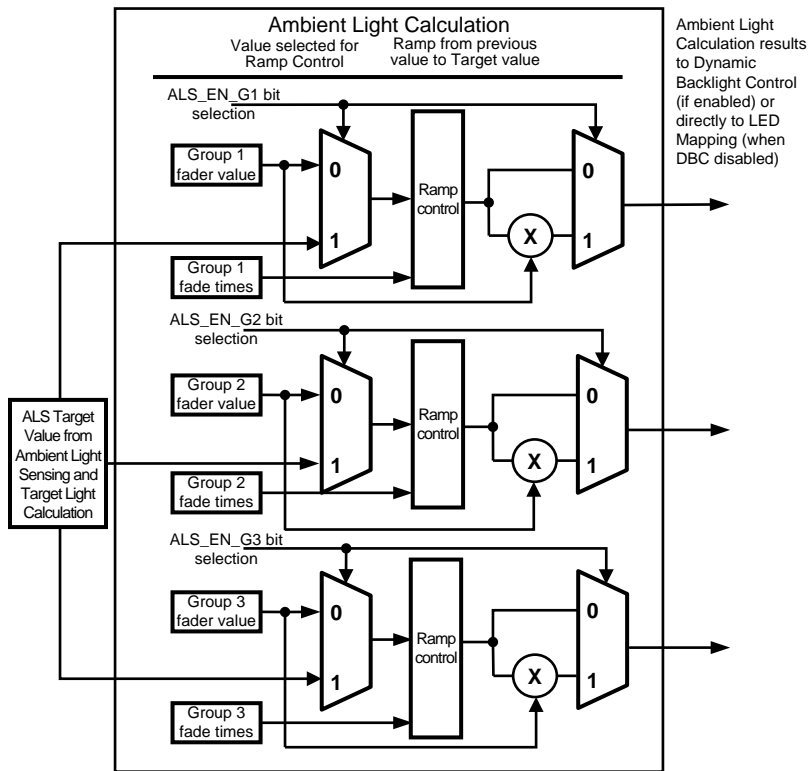 Ambient Light Calculation
Value selected for
Ramp Control
Ramp from previous
value to Target value
Ambient Light
Calculation results
to Dynamic
Backlight Control
(if enabled) or
directly to LED
Mapping (when
DBC disabled)
ALS_EN_G1 bit
selection
Group 1
fader value
0
1
Ramp
control
X
0
1
Group 1
fade times
ALS_EN_G2 bit
selection
Group 2
fader value
0
1
Ramp
control
X
0
1
Group 2
fade times
ALS Target
Value from
Ambient Light
Sensing and
Target Light
Calculation
ALS_EN_G3 bit
selection
Group 3
fader value
0
1
Ramp
control
X
0
1
Group 3
fade times